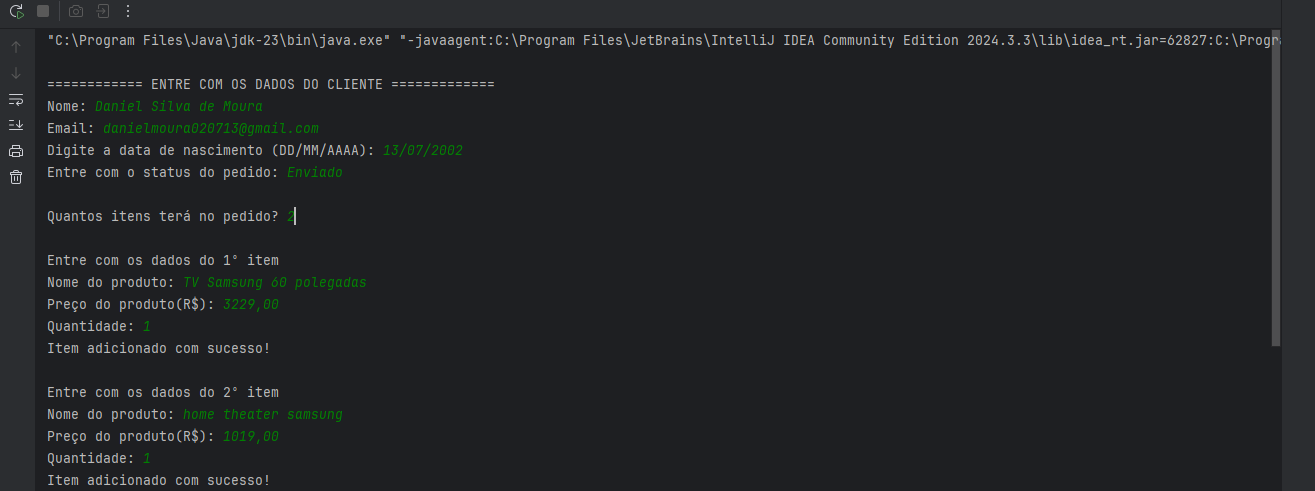 "C:\Program Files\Java\jdk-23\bin\java.exe" "-javaagent:C:\Program Files\JetBrains\IntelliJ IDEA Community Edition 2024.3.3\lib\idea_rt.jar=62827:C:\Progra
============ ENTRE COM OS DADOS DO CLIENTE =============
Nome: Daniel Silva de Moura
Email: danielmoura020713@gmail.com
Digite a data de nascimento (DD/MM/AAAA): 13/07/2002
Entre com o status do pedido: Enviado
Quantos itens terá no pedido? 2
Entre com os dados do 1° item
Nome do produto: TV Samsung 60 polegadas
Preço do produto(R$): 3229,00
Quantidade: 1
Item adicionado com sucesso!
Entre com os dados do 2° item
Nome do produto: home theater samsung
Preço do produto(R$): 1019,00
Quantidade: 1
Item adicionado com sucesso!